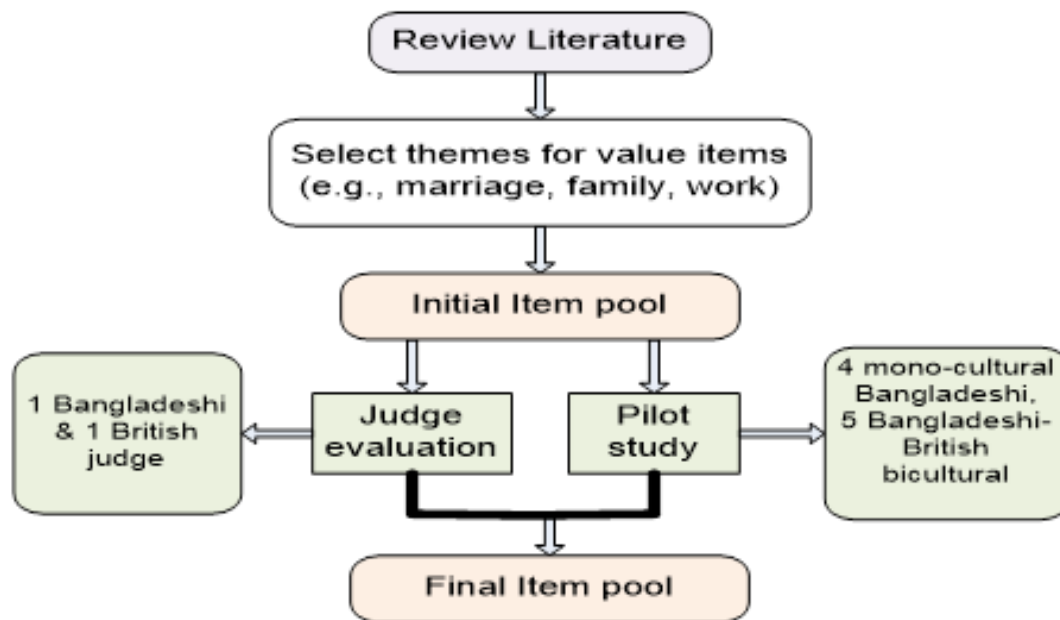 Review Literature
Select themes for value items
(e.g., marriage, family, work)
Initial Item pool
1 Bangladeshi
& 1 British
judge
Judge
evaluation
Pilot
study
4 mono-cultural
Bangladeshi,
5 Bangladeshi-
British
bicultural
Final Item pool